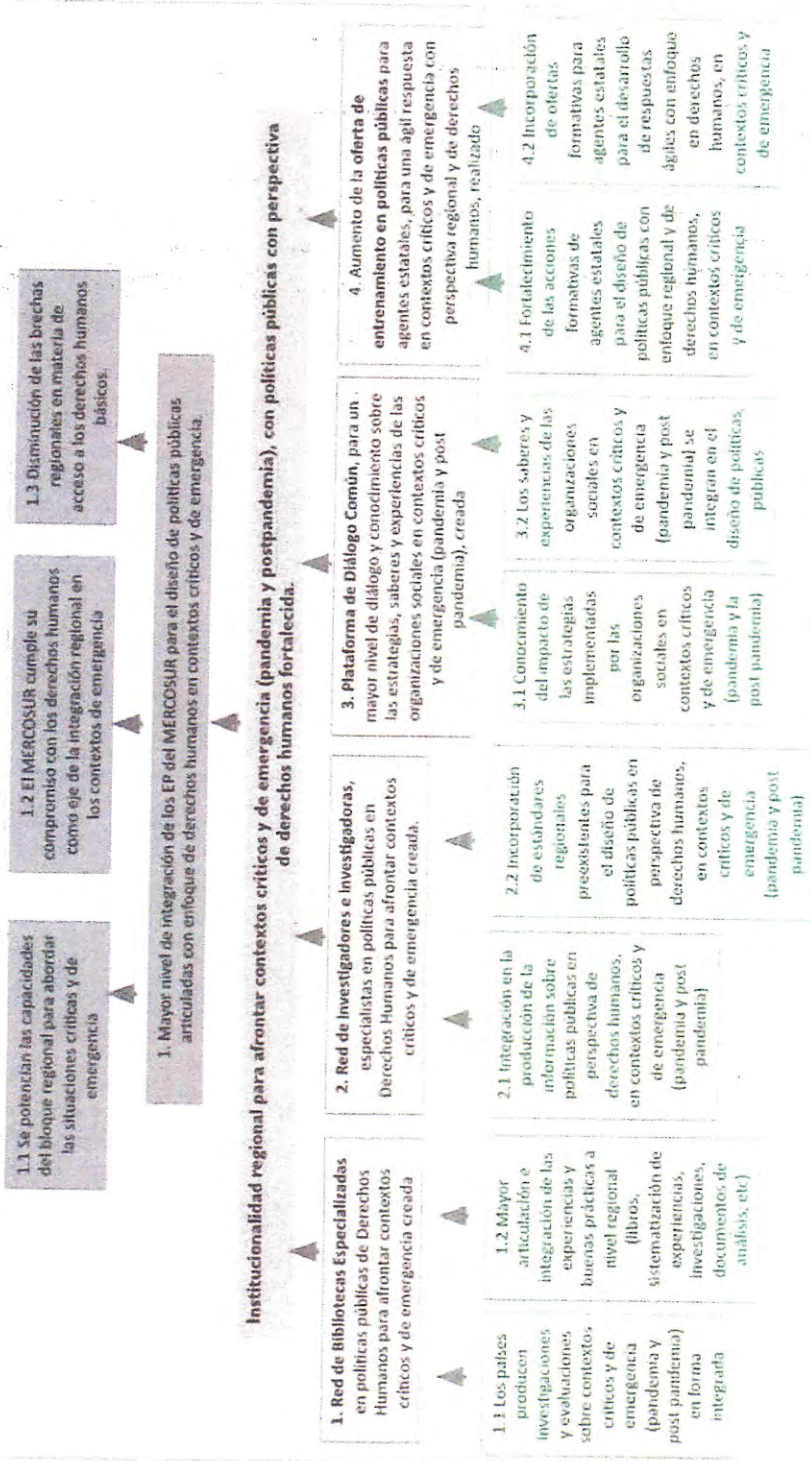 1.1 Se potencian las capacidades
del bloque regional para abordar
las situaciones críticas y de
emergencia
1.2 El MERCOSUR cumple su
compromiso con los derechos humanos
como eje de la integración regional en
los contextos de emergencia
1.3 Disminución de las brechas
regionales en materia de
acceso a los derechos humanos
básicos.
1. Mayor nivel de integración de los EP del MERCOSUR para el diseño de políticas públicas
articuladas con enfoque de derechos humanos en contextos críticos y de emergencia.
Institucionalidad regional para afrontar contextos críticos y de emergencia (pandemia y postpandemia), con políticas públicas con perspectiva
de derechos humanos fortalecida.
1. Red de Bibliotecas Especializadas
en políticas públicas de Derechos
Humanos para afrontar contextos
críticos y de emergencia creada
2. Red de Investigadores e Investigadoras,
especialistas en políticas públicas en
Derechos Humanos para afrontar contextos
críticos y de emergencia creada.
3. Plataforma de Diálogo Común, para un
mayor nivel de diálogo y conocimiento sobre
las estrategias, saberes y experiencias de las
organizaciones sociales en contextos críticos
y de emergencia (pandemia y post
pandemia), creada
4. Aumento de la oferta de
entrenamiento en políticas públicas para
agentes estatales, para una ágil respuesta
en contextos críticos y de emergencia con
perspectiva regional y de derechos
humanos, realizado
1.1 Los países
producen
investigaciones
y evaluaciones
sobre contextos
críticos y de
emergencia
(pandemia y
post pandemia)
en forma
integrada
1.2 Mayor
articulación e
integración de las
experiencias y
buenas prácticas a
nivel regional
(libros,
sistematización de
experiencias,
investigaciones,
documentos de
análisis, etc)
2.1 Integración en la
producción de la
información sobre
políticas públicas en
perspectiva de
derechos humanos,
en contextos críticos y
de emergencia
(pandemia y post
pandemia)
2.2 Incorporación
de estándares
regionales
preexistentes para
el diseño de
políticas públicas en
perspectiva de
derechos humanos,
en contextos
críticos y de
emergencia
(pandemia y post
pandemia)
3.1 Conocimiento
del impacto de
las estrategias
implementadas
por las
organizaciones
sociales en
contextos críticos
y de emergencia
(pandemia y la
post pandemia)
3.2 Los saberes y
experiencias de las
organizaciones
sociales en
contextos críticos y
de emergencia
(pandemia y post
pandemia) se
integran en el
diseño de políticas
públicas
4.1 Fortalecimiento
de las acciones
formativas de
agentes estatales
para el diseño de
políticas públicas con
enfoque regional y de
derechos humanos,
en contextos críticos
y de emergencia
4.2 Incorporación
de ofertas
formativas para
agentes estatales
para el desarrollo
de respuestas
ágiles con enfoque
en derechos
humanos, en
contextos críticos y
de emergencia